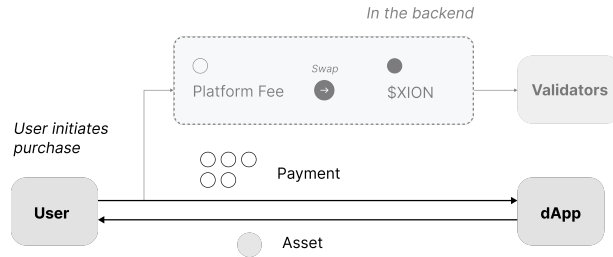 In the backend
Swap
Platform Fee
$XION
Validators
User initiates
purchase
Payment
User
dApp
Asset